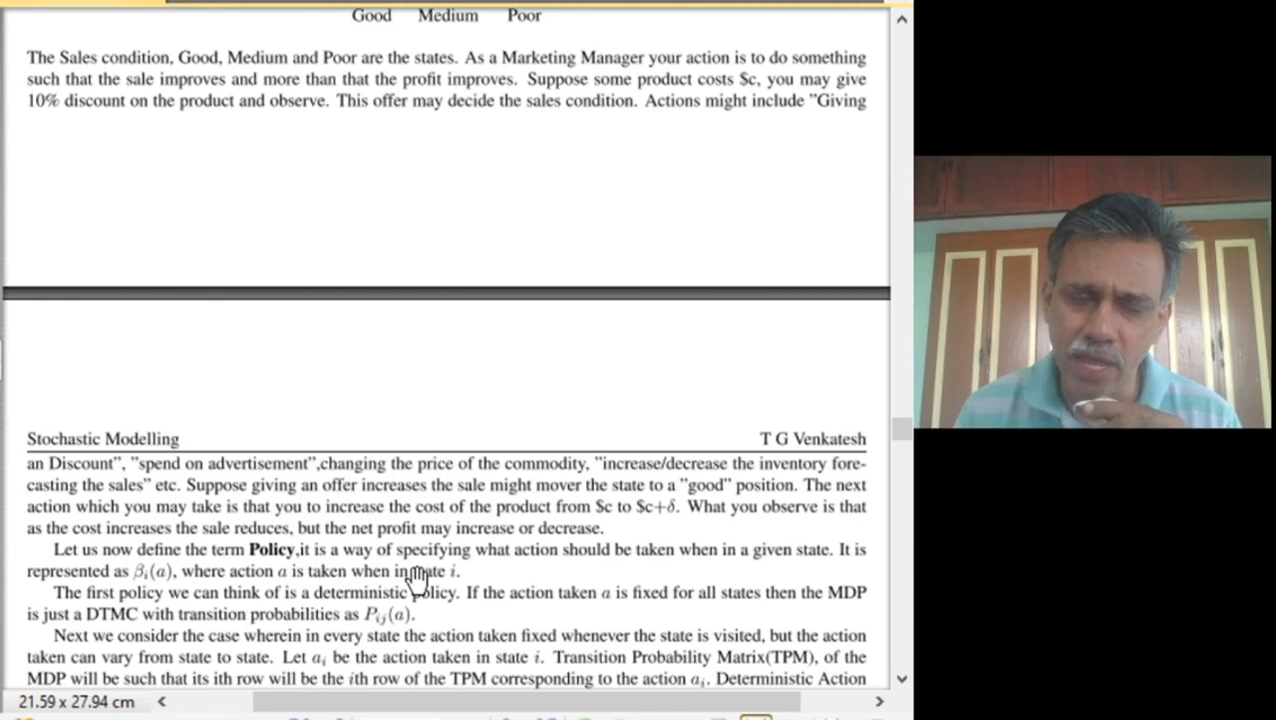 Good Medium Poor
The Sales condition, Good, Medium and Poor are the states. As a Marketing Manager your action is to do something
such that the sale improves and more than that the profit improves. Suppose some product costs $c, you may give
10% discount on the product and observe. This offer may decide the sales condition. Actions might include "Giving
Stochastic Modelling T G Venkatesh
an Discount", "spend on advertisement",changing the price of the commodity, "increase/decrease the inventory fore-
casting the sales" etc. Suppose giving an offer increases the sale might mover the state to a "good" position. The next
action which you may take is that you to increase the cost of the product from $c to $c+δ. What you observe is that
as the cost increases the sale reduces, but the net profit may increase or decrease.
Let us now define the term Policy,it is a way of specifying what action should be taken when in a given state. It is
represented as βᵢ(a), where action a is taken when in i.
The first policy we can think of is a deterministic policy. If the action taken a is fixed for all states then the MDP
is just a DTMC with transition probabilities as Pᵢⱼ(a).
Next we consider the case wherein in every state the action taken fixed whenever the state is visited, but the action
taken can vary from state to state. Let aᵢ be the action taken in state i. Transition Probability Matrix(TPM), of the
MDP will be such that its ith row will be the ith row of the TPM corresponding to the action aᵢ. Deterministic Action
21.59 x 27.94 cm